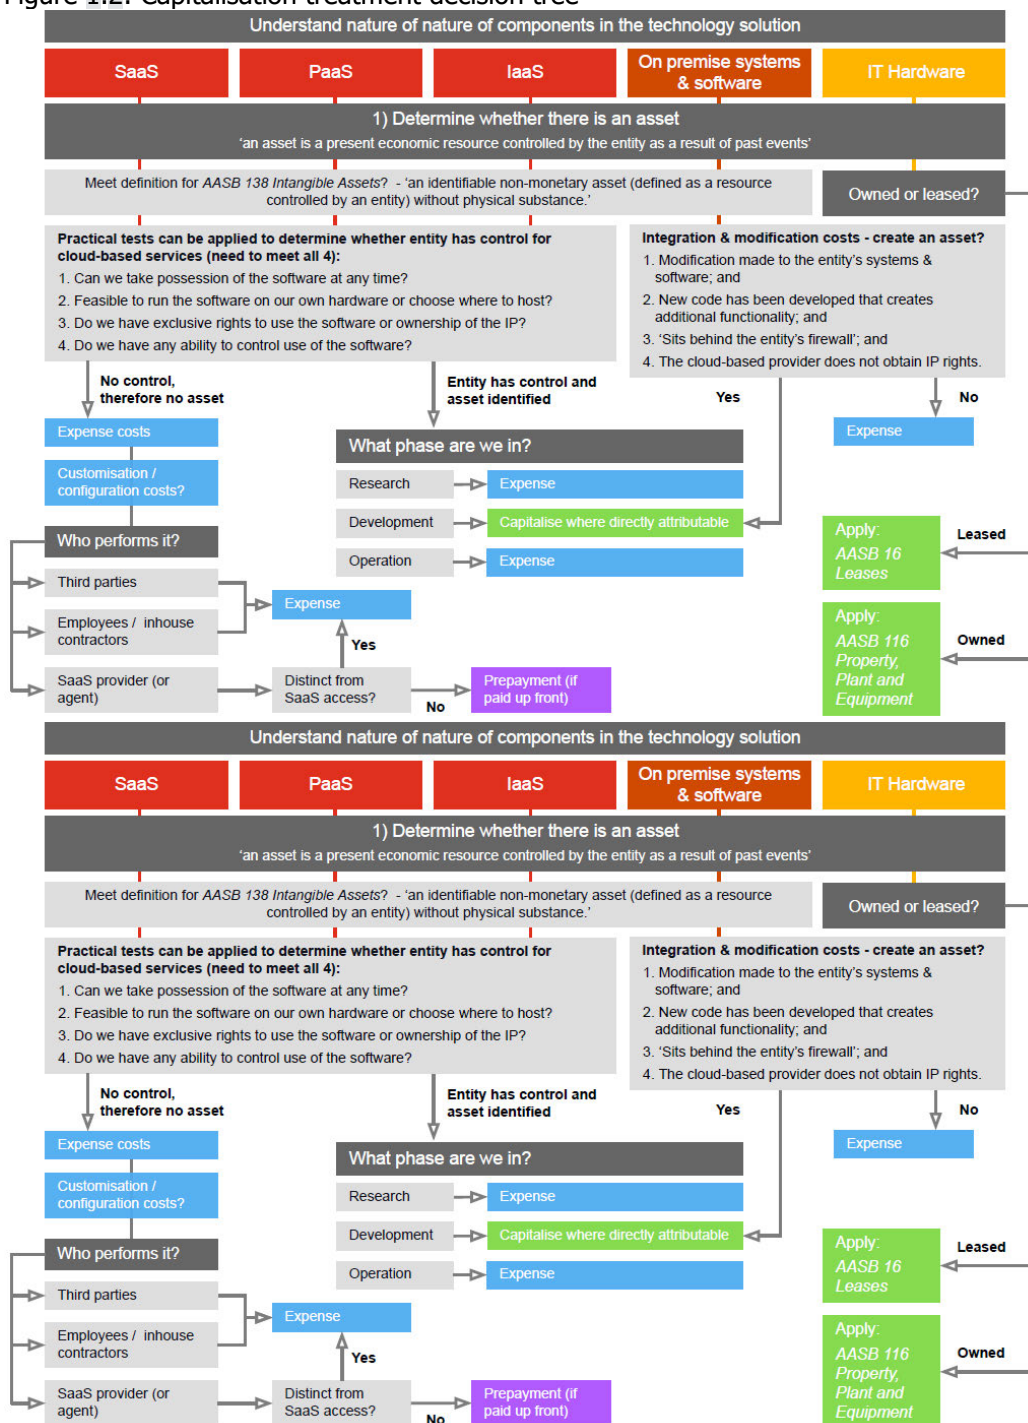 Figure 1.2: Capitalisation treatment decision tree
Understand nature of nature of components in the technology solution
SaaS
PaaS
IaaS
On premise systems
& software
IT Hardware
1) Determine whether there is an asset
'an asset is a present economic resource controlled by the entity as a result of past events'
Meet definition for AASB 138 Intangible Assets? - 'an identifiable non-monetary asset (defined as a resource
controlled by an entity) without physical substance.'
Owned or leased?
Practical tests can be applied to determine whether entity has control for
cloud-based services (need to meet all 4):
1. Can we take possession of the software at any time?
2. Feasible to run the software on our own hardware or choose where to host?
3. Do we have exclusive rights to use the software or ownership of the IP?
4. Do we have any ability to control use of the software?
Integration & modification costs - create an asset?
1. Modification made to the entity's systems &
software; and
2. New code has been developed that creates
additional functionality; and
3. 'Sits behind the entity's firewall'; and
4. The cloud-based provider does not obtain IP rights.
No control,
therefore no asset
Entity has control and
asset identified
Yes
No
Expense costs
Expense
What phase are we in?
Customisation /
configuration costs?
Research
Expense
Development
Capitalise where directly attributable
Who performs it?
Operation
Expense
Apply:
AASB 16
Leases
Leased
Third parties
Expense
Employees / inhouse
contractors
Yes
Apply:
AASB 116
Property,
Plant and
Equipment
Owned
SaaS provider (or
agent)
Distinct from
SaaS access?
No
Prepayment (if
paid up front)
Understand nature of nature of components in the technology solution
SaaS
PaaS
IaaS
On premise systems
& software
IT Hardware
1) Determine whether there is an asset
'an asset is a present economic resource controlled by the entity as a result of past events'
Meet definition for AASB 138 Intangible Assets? - 'an identifiable non-monetary asset (defined as a resource
controlled by an entity) without physical substance.'
Owned or leased?
Practical tests can be applied to determine whether entity has control for
cloud-based services (need to meet all 4):
1. Can we take possession of the software at any time?
2. Feasible to run the software on our own hardware or choose where to host?
3. Do we have exclusive rights to use the software or ownership of the IP?
4. Do we have any ability to control use of the software?
Integration & modification costs - create an asset?
1. Modification made to the entity's systems &
software; and
2. New code has been developed that creates
additional functionality; and
3. 'Sits behind the entity's firewall'; and
4. The cloud-based provider does not obtain IP rights.
No control,
therefore no asset
Entity has control and
asset identified
Yes
No
Expense costs
Expense
What phase are we in?
Customisation /
configuration costs?
Research
Expense
Development
Capitalise where directly attributable
Who performs it?
Operation
Expense
Apply:
AASB 16
Leases
Leased
Third parties
Expense
Employees / inhouse
contractors
Yes
Apply:
AASB 116
Property,
Plant and
Equipment
Owned
SaaS provider (or
agent)
Distinct from
SaaS access?
No
Prepayment (if
paid up front)